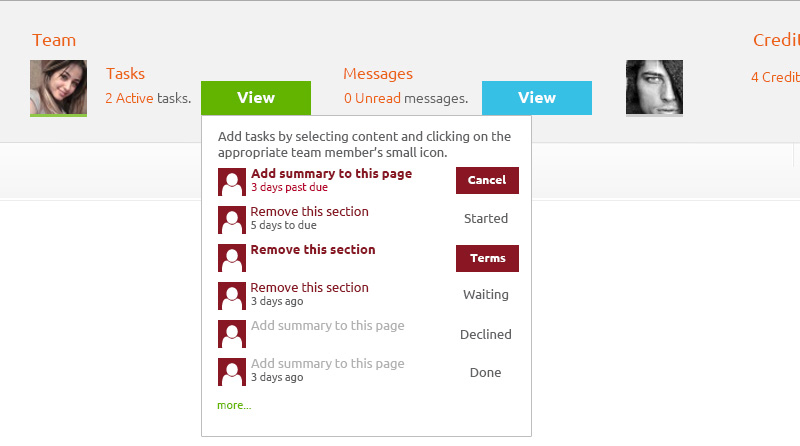 Team
Credit
Tasks
Messages
4 Credit
2 Active tasks.
View
0 Unread messages.
View
Add tasks by selecting content and clicking on the
appropriate team member's small icon.
Add summary to this page
3 days past due
Cancel
Remove this section
5 days to due
Started
Remove this section
Terms
Remove this section
3 days ago
Waiting
Add summary to this page
Declined
Add summary to this page
3 days ago
Done
more...